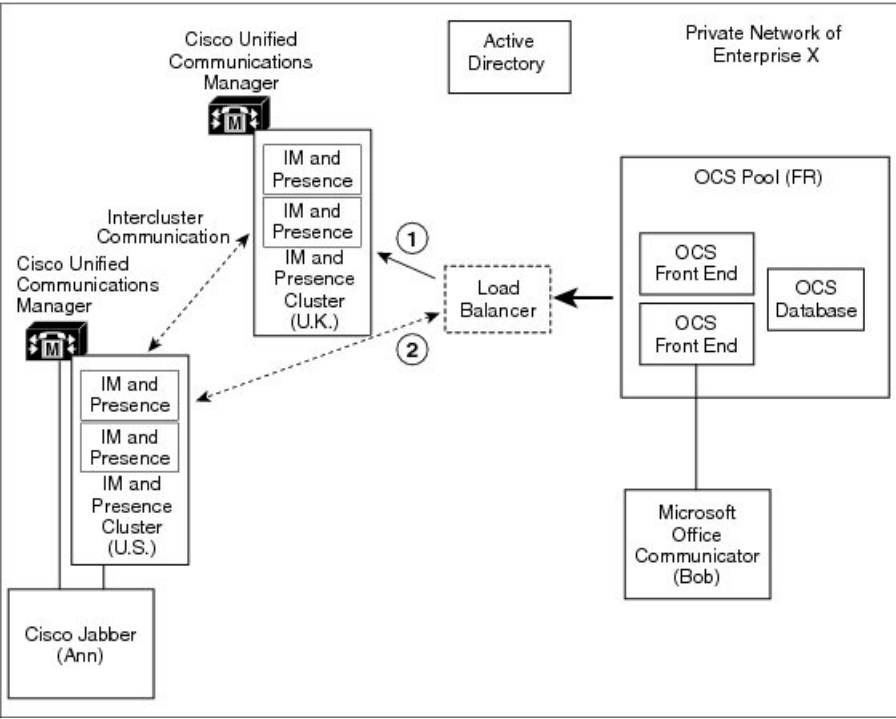 Cisco Unified
Communications
Manager
M
Active
Directory
Private Network of
Enterprise X
IM and
Presence
IM and
Presence
IM and
Presence
Cluster
(U.K.)
Intercluster
Communication
1
Load
Balancer
2
OCS Pool (FR)
OCS
Front End
OCS
Front End
OCS
Database
Cisco Unified
Communications
Manager
M
IM and
Presence
IM and
Presence
IM and
Presence
Cluster
(U.S.)
Microsoft
Office
Communicator
(Bob)
Cisco Jabber
(Ann)